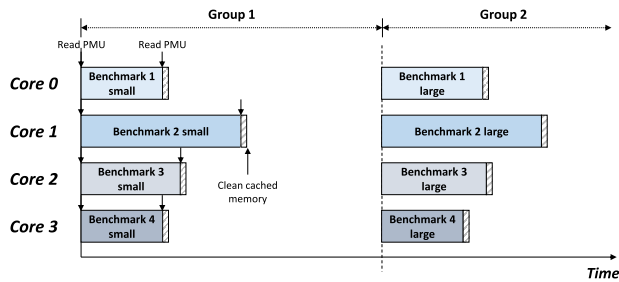 Group 1
Group 2
Read PMU
Read PMU
Core 0
Benchmark 1
small
Benchmark 1
large
Core 1
Benchmark 2 small
Benchmark 2 large
Core 2
Benchmark 3
small
Benchmark 3
large
Clean cached
memory
Core 3
Benchmark 4
small
Benchmark 4
large
Time